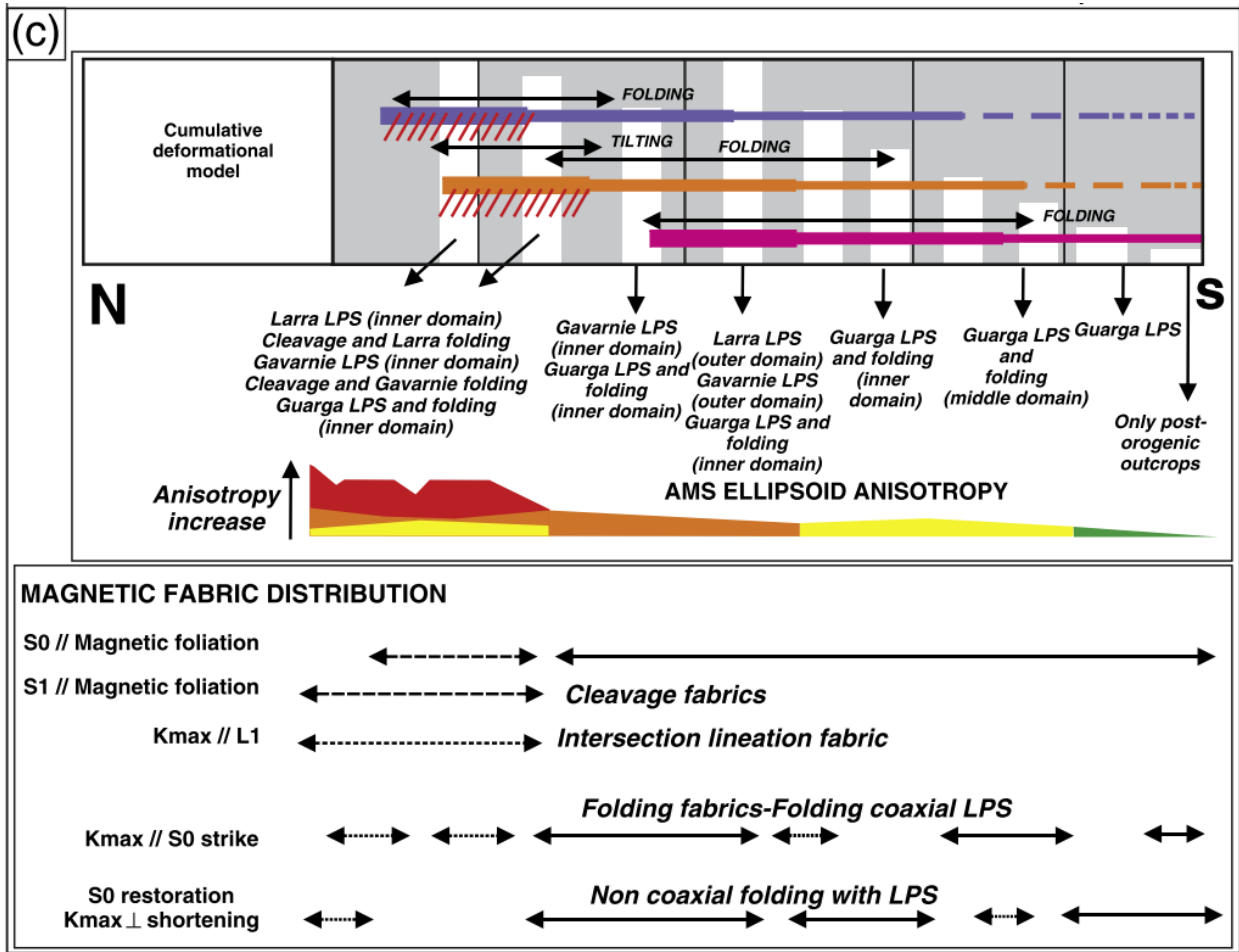 (c)
FOLDING
Cumulative
deformational
model
TILTING
FOLDING
FOLDING
N
S
Larra LPS (inner domain)
Cleavage and Larra folding
Gavarnie LPS (inner domain)
Cleavage and Gavarnie folding
Guarga LPS and folding
(inner domain)
Gavarnie LPS
(inner domain)
Guarga LPS and
folding
(inner domain)
Larra LPS
(outer domain)
Gavarnie LPS
(outer domain)
Guarga LPS and
folding
(inner domain)
Guarga LPS
and folding
(inner
domain)
Guarga LPS
and
folding
(middle domain)
Guarga LPS
Only post-
orogenic
outcrops
Anisotropy
increase
AMS ELLIPSOID ANISOTROPY
MAGNETIC FABRIC DISTRIBUTION
S0 // Magnetic foliation
S1 // Magnetic foliation
Cleavage fabrics
Kmax // L1
Intersection lineation fabric
Folding fabrics-Folding coaxial LPS
Kmax // S0 strike
S0 restoration
Kmax ⊥ shortening
Non coaxial folding with LPS